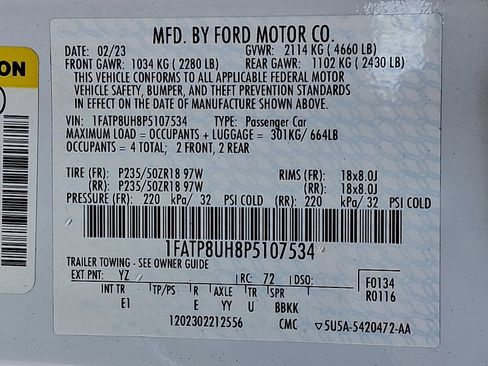 MFD. BY FORD MOTOR CO.
DATE: 02/23 GVWR: 2114 KG ( 4660 LB)
FRONT GAWR: 1034 KG ( 2280 LB) REAR GAWR: 1102 KG ( 2430 LB)
THIS VEHICLE CONFORMS TO ALL APPLICABLE FEDERAL MOTOR
VEHICLE SAFETY, BUMPER, AND THEFT PREVENTION STANDARDS
IN EFFECT ON THE DATE OF MANUFACTURE SHOWN ABOVE.
VIN: 1FATP8UH8P5107534 TYPE: Passenger Car
MAXIMUM LOAD = OCCUPANTS + LUGGAGE = 301KG/ 664LB
OCCUPANTS = 4 TOTAL; 2 FRONT, 2 REAR
TIRE (FR): P235/50ZR18 97W RIMS (FR): 18x8.0J
(RR): P235/50ZR18 97W (RR): 18x8.0J
PRESSURE (FR): 220 kPa/ 32 PSI COLD (RR): 220 kPa/ 32 PSI COLD
1FATP8UH8P5107534
TRAILER TOWING - SEE OWNER GUIDE
EXT PNT: YZ RC: 72 DSO: F0134
INT TR TP/PS R AXLE TR SPR R0116
E1 E YY U BBKK
1202302212556 CMC 5U5A-5420472-AA
ON